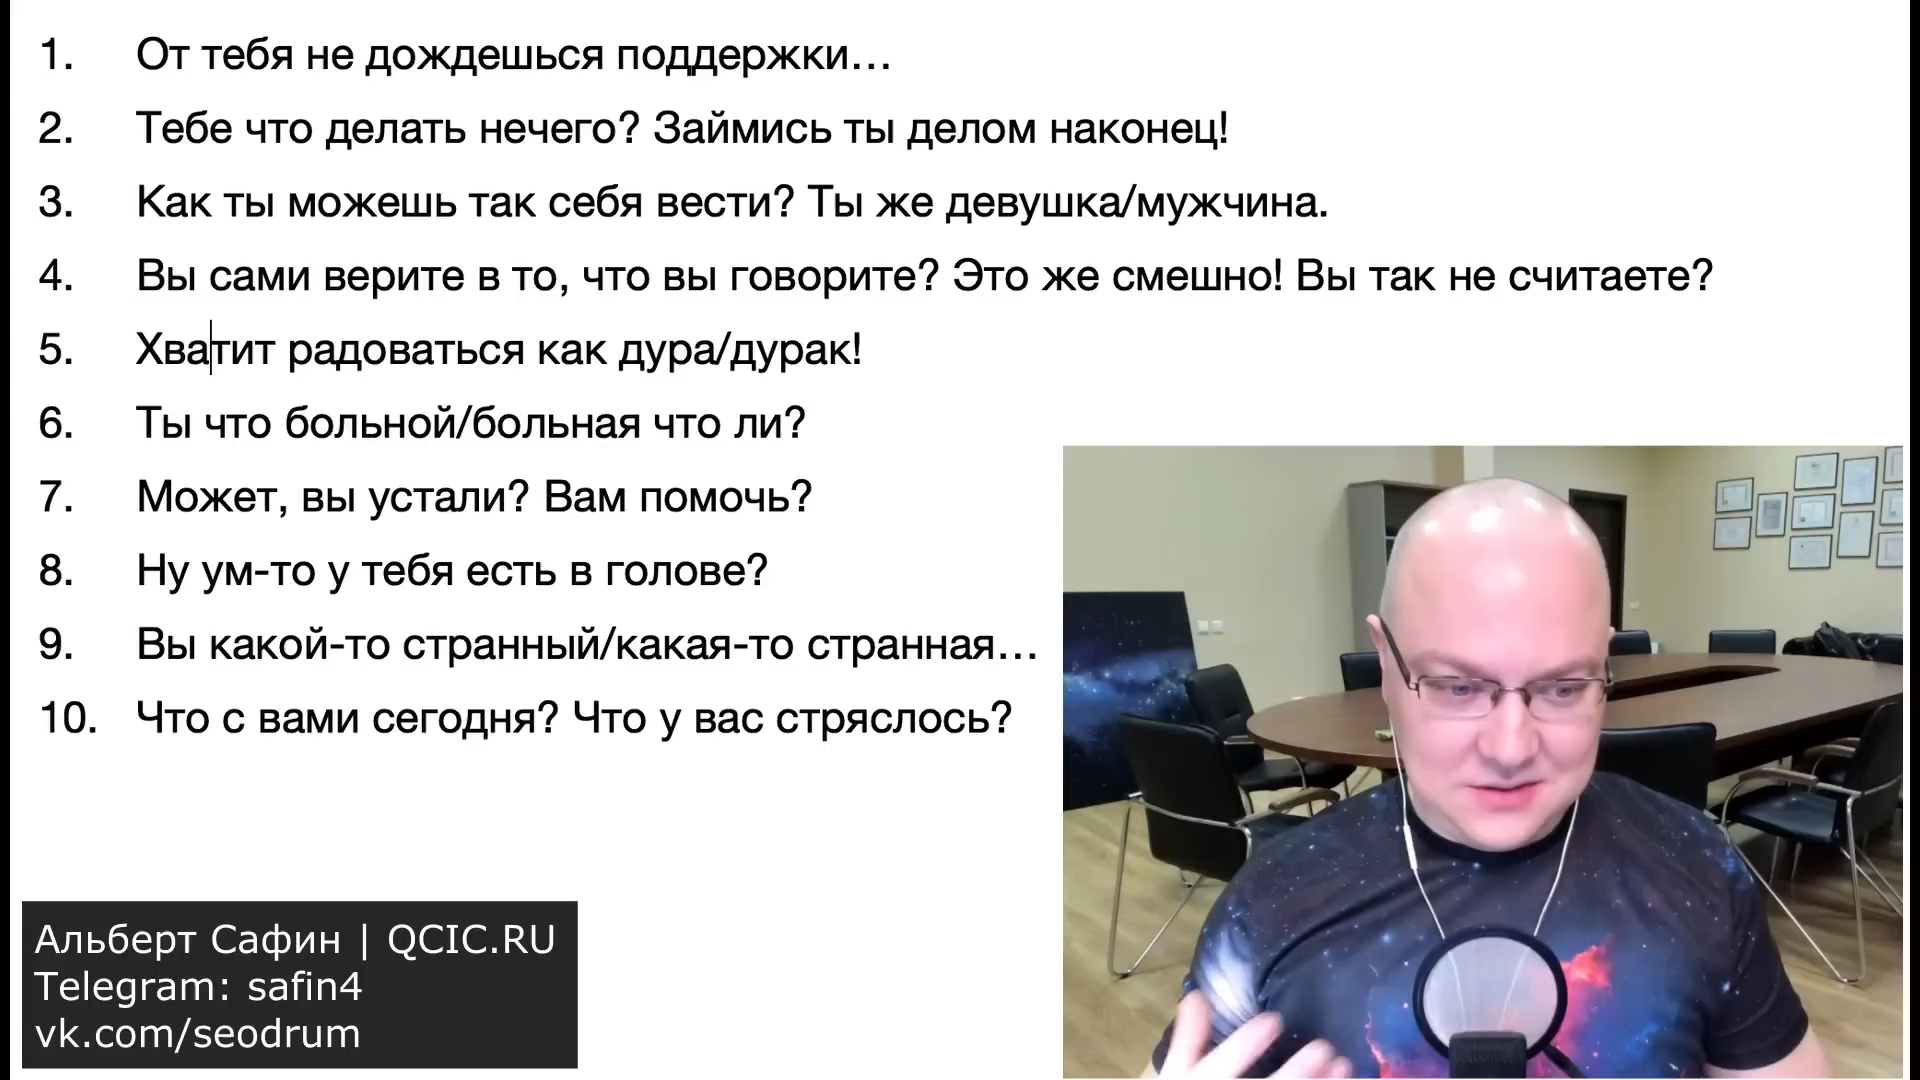 1. От тебя не дождешься поддержки…
2. Тебе что делать нечего? Займись ты делом наконец!
3. Как ты можешь так себя вести? Ты же девушка/мужчина.
4. Вы сами верите в то, что вы говорите? Это же смешно! Вы так не считаете?
5. Хватит радоваться как дура/дурак!
6. Ты что больной/больная что ли?
7. Может, вы устали? Вам помочь?
8. Ну ум-то у тебя есть в голове?
9. Вы какой-то странный/какая-то странная…
10. Что с вами сегодня? Что у вас стряслось?
Альберт Сафин | QCIC.RU
Telegram: safin4
vk.com/seodrum